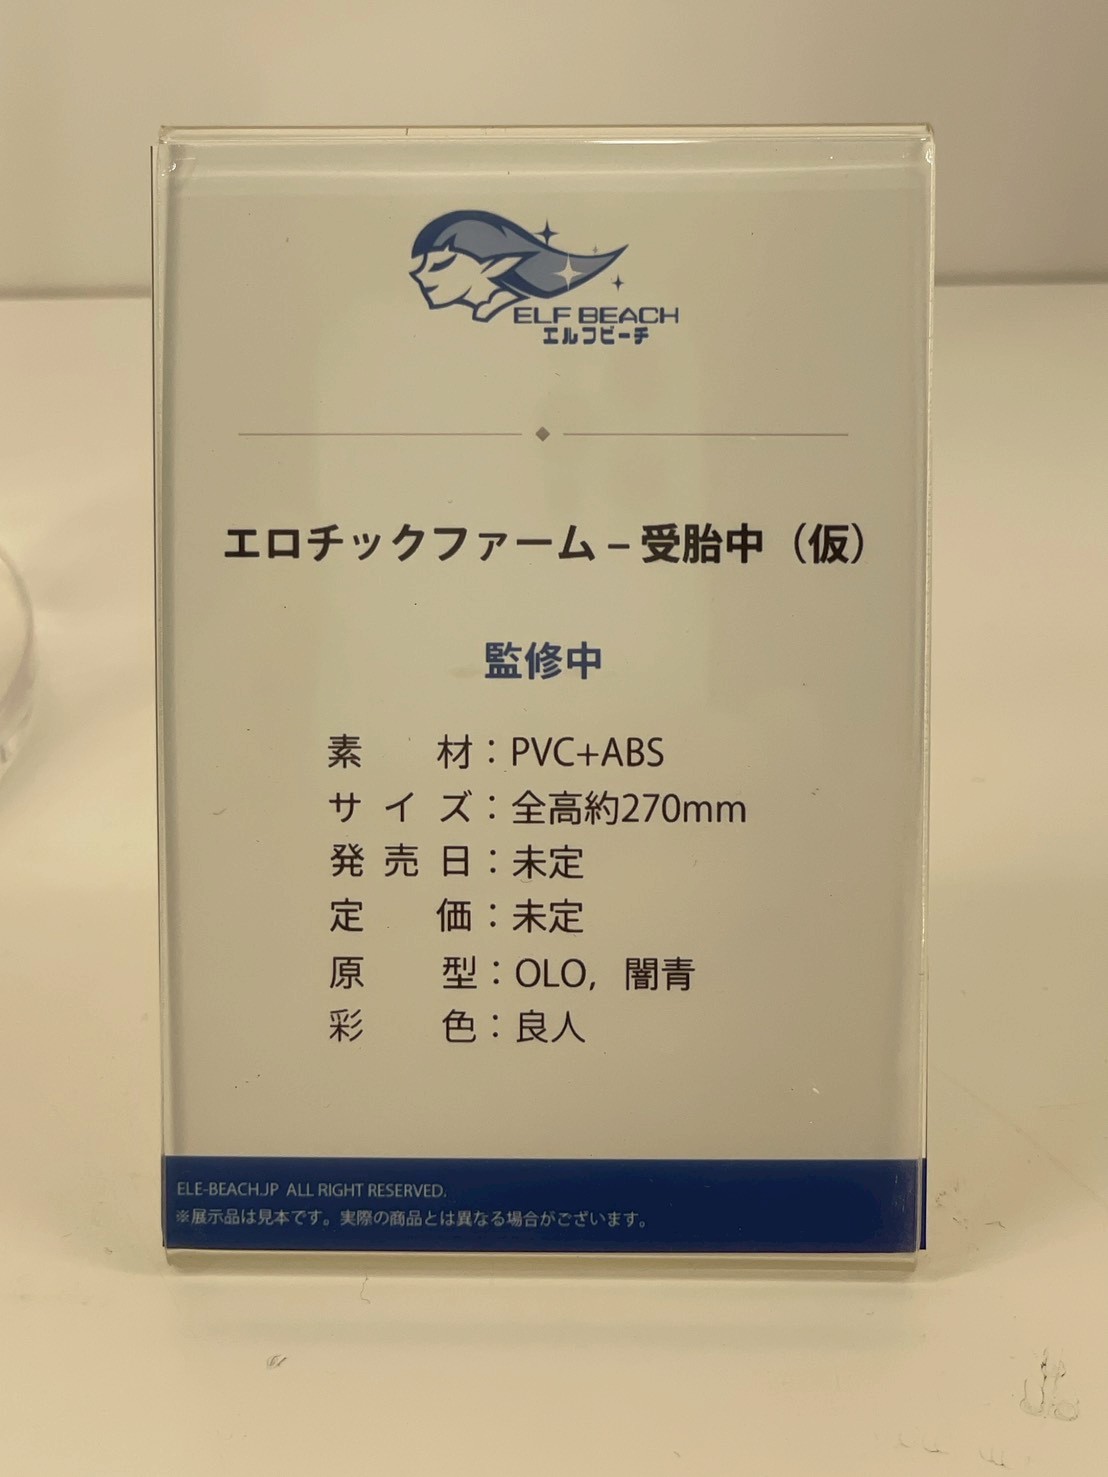 ELF BEACH
エルフビーチ
エロチックファーム – 受胎中（仮）
監修中
素材：PVC+ABS
サイズ：全高約270mm
発売日：未定
定価：未定
原型：OLO，闇青
彩色：良人
ELE-BEACH.JP ALL RIGHT RESERVED.
※展示品は見本です。実際の商品とは異なる場合がございます。